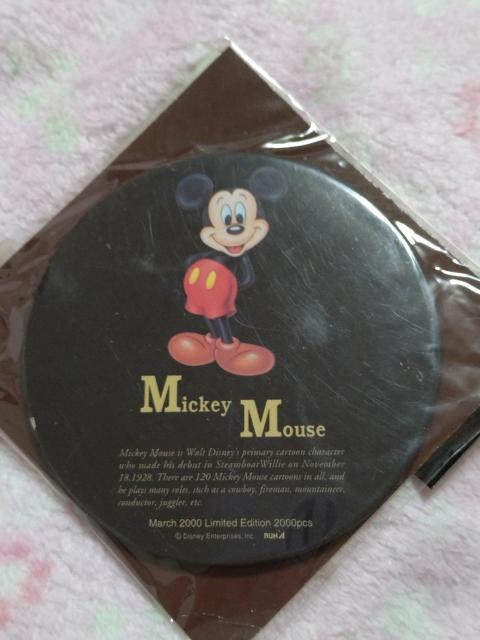 Mickey
Mouse
Mickey Mouse is Walt Disney's primary cartoon character
who made his debut in Steamboat Willie on November
18,1928. There are 120 Mickey Mouse cartoons in all, and
he plays many roles, such as a cowboy, fireman, mountaineer,
conductor, juggler, etc.
March 2000 Limited Edition 2000pcs
© Disney Enterprises, Inc.